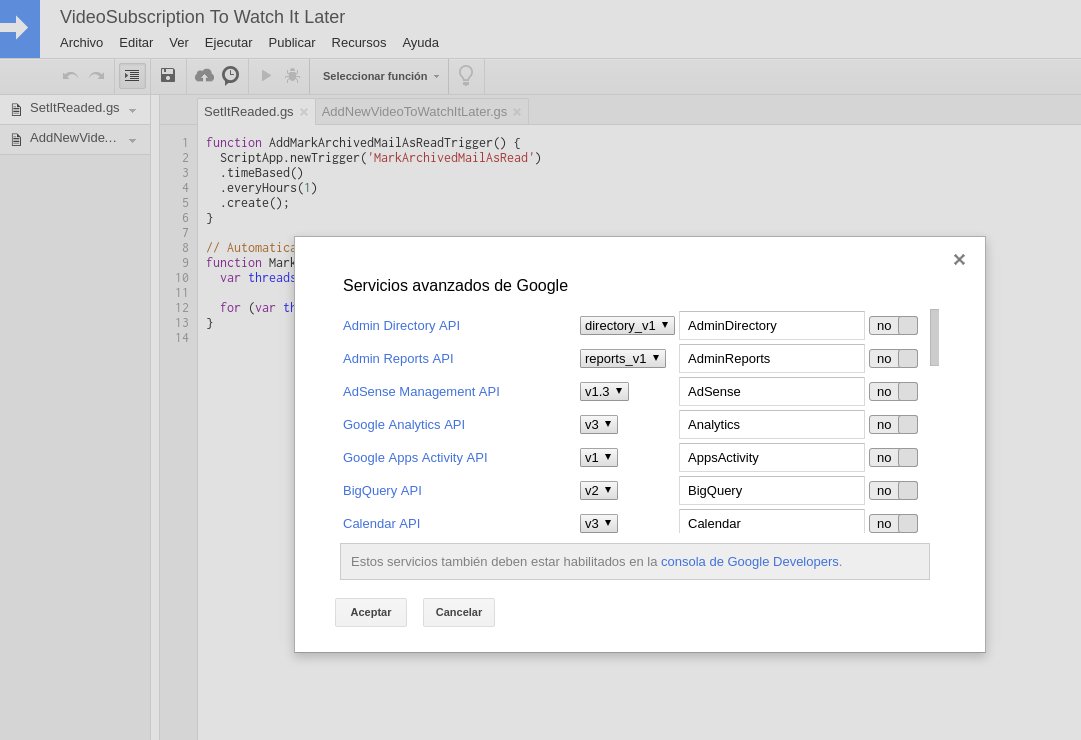 VideoSubscription To Watch It Later
Archivo Editar Ver Ejecutar Publicar Recursos Ayuda
Seleccionar función
SetItReaded.gs
AddNewVide...
SetItReaded.gs AddNewVideoToWatchItLater.gs
1 function AddMarkArchivedMailAsReadTrigger() {
2 ScriptApp.newTrigger('MarkArchivedMailAsRead')
3 .timeBased()
4 .everyHours(1)
5 .create();
6 }
7
8 // Automatica
9 function Mark
10 var threads
11
12 for (var th
13 }
14
Servicios avanzados de Google
Admin Directory API directory_v1 AdminDirectory no
Admin Reports API reports_v1 AdminReports no
AdSense Management API v1.3 AdSense no
Google Analytics API v3 Analytics no
Google Apps Activity API v1 AppsActivity no
BigQuery API v2 BigQuery no
Calendar API v3 Calendar no
Estos servicios también deben estar habilitados en la consola de Google Developers.
Aceptar Cancelar